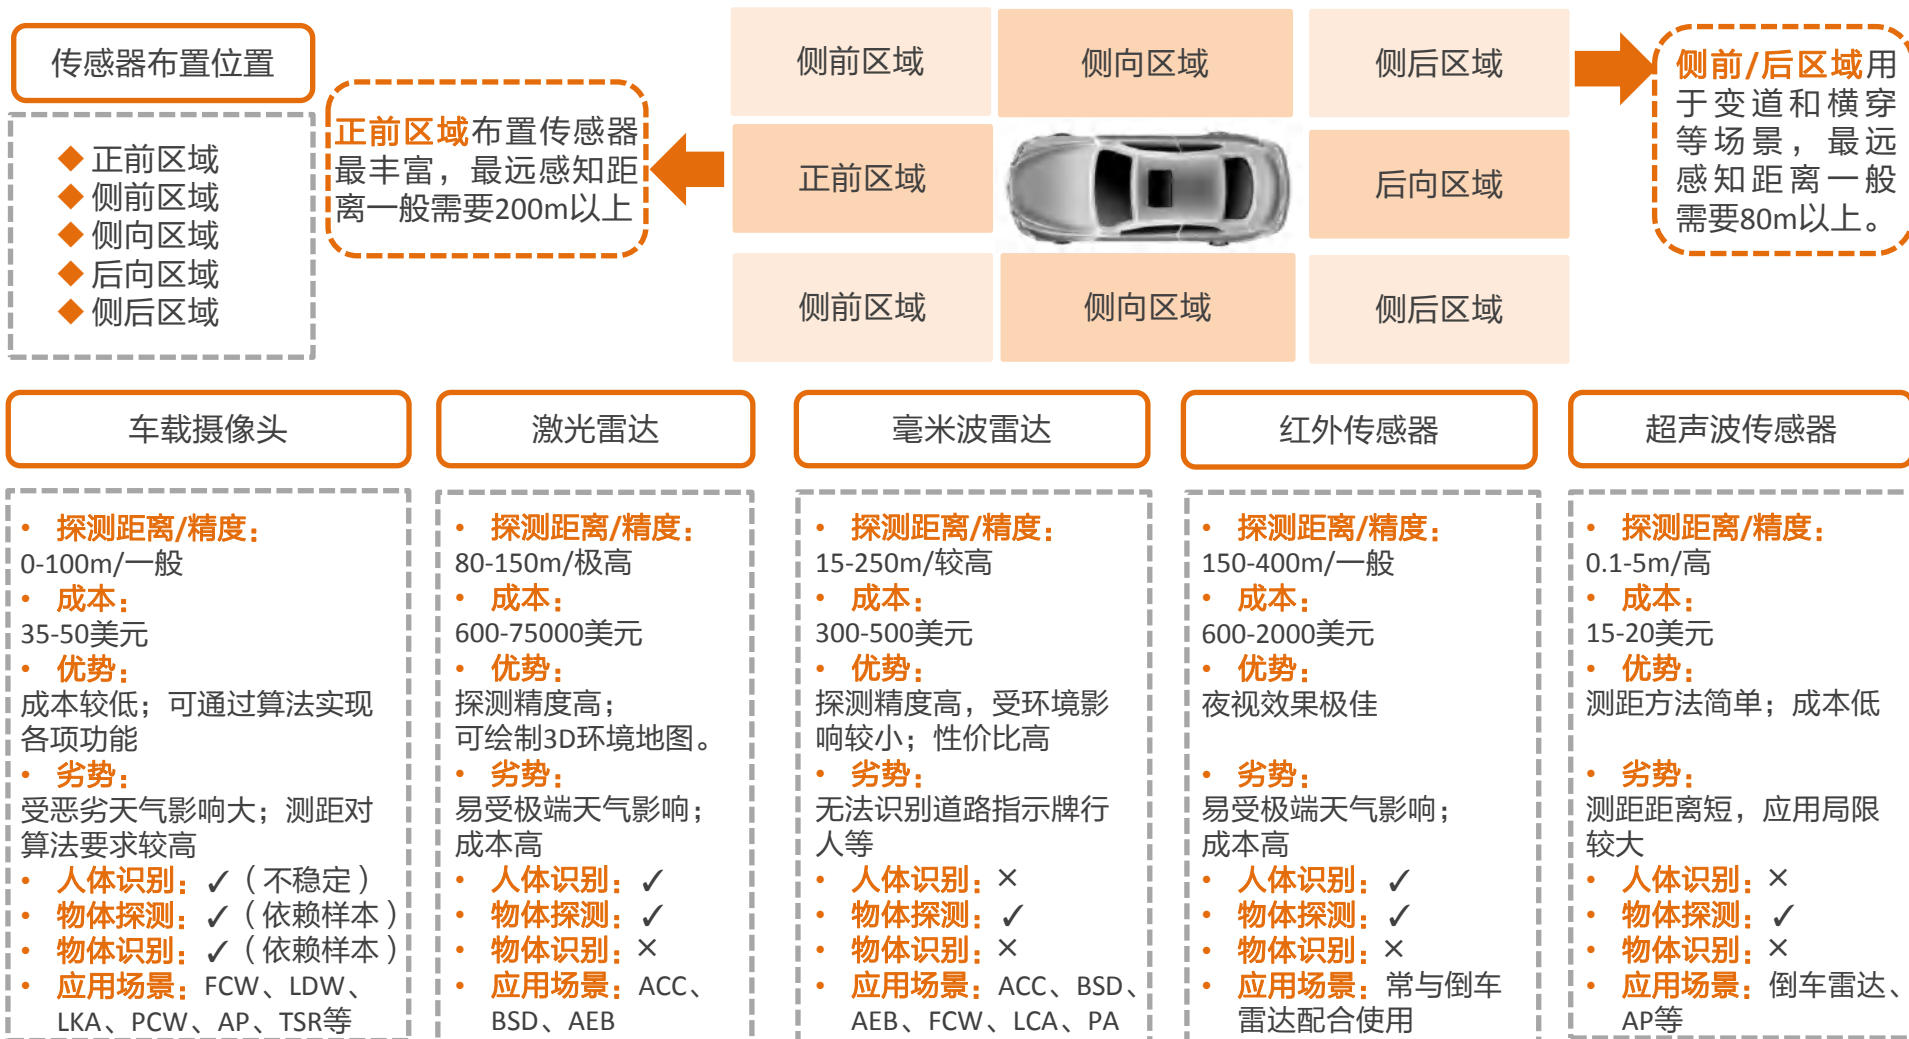 传感器布置位置
◆ 正前区域
◆ 侧前区域
◆ 侧向区域
◆ 后向区域
◆ 侧后区域
正前区域布置传感器
最丰富，最远感知距
离一般需要200m以上
侧前区域
侧向区域
侧后区域
正前区域
后向区域
侧前区域
侧向区域
侧后区域
侧前/后区域用
于变道和横穿
等场景，最远
感知距离一般
需要80m以上。
车载摄像头
• 探测距离/精度：
0-100m/一般
• 成本：
35-50美元
• 优势：
成本较低；可通过算法实现
各项功能
• 劣势：
受恶劣天气影响大；测距对
算法要求较高
• 人体识别：✓（不稳定）
• 物体探测：✓（依赖样本）
• 物体识别：✓（依赖样本）
• 应用场景：FCW、LDW、
LKA、PCW、AP、TSR等
激光雷达
• 探测距离/精度：
80-150m/极高
• 成本：
600-75000美元
• 优势：
探测精度高；
可绘制3D环境地图。
• 劣势：
易受极端天气影响；
成本高
• 人体识别：✓
• 物体探测：✓
• 物体识别：×
• 应用场景：ACC、
BSD、AEB
毫米波雷达
• 探测距离/精度：
15-250m/较高
• 成本：
300-500美元
• 优势：
探测精度高，受环境影
响较小；性价比高
• 劣势：
无法识别道路指示牌行
人等
• 人体识别：×
• 物体探测：✓
• 物体识别：×
• 应用场景：ACC、BSD、
AEB、FCW、LCA、PA
红外传感器
• 探测距离/精度：
150-400m/一般
• 成本：
600-2000美元
• 优势：
夜视效果极佳
• 劣势：
易受极端天气影响；
成本高
• 人体识别：✓
• 物体探测：✓
• 物体识别：×
• 应用场景：常与倒车
雷达配合使用
超声波传感器
• 探测距离/精度：
0.1-5m/高
• 成本：
15-20美元
• 优势：
测距方法简单；成本低
• 劣势：
测距距离短，应用局限
较大
• 人体识别：×
• 物体探测：✓
• 物体识别：×
• 应用场景：倒车雷达、
AP等